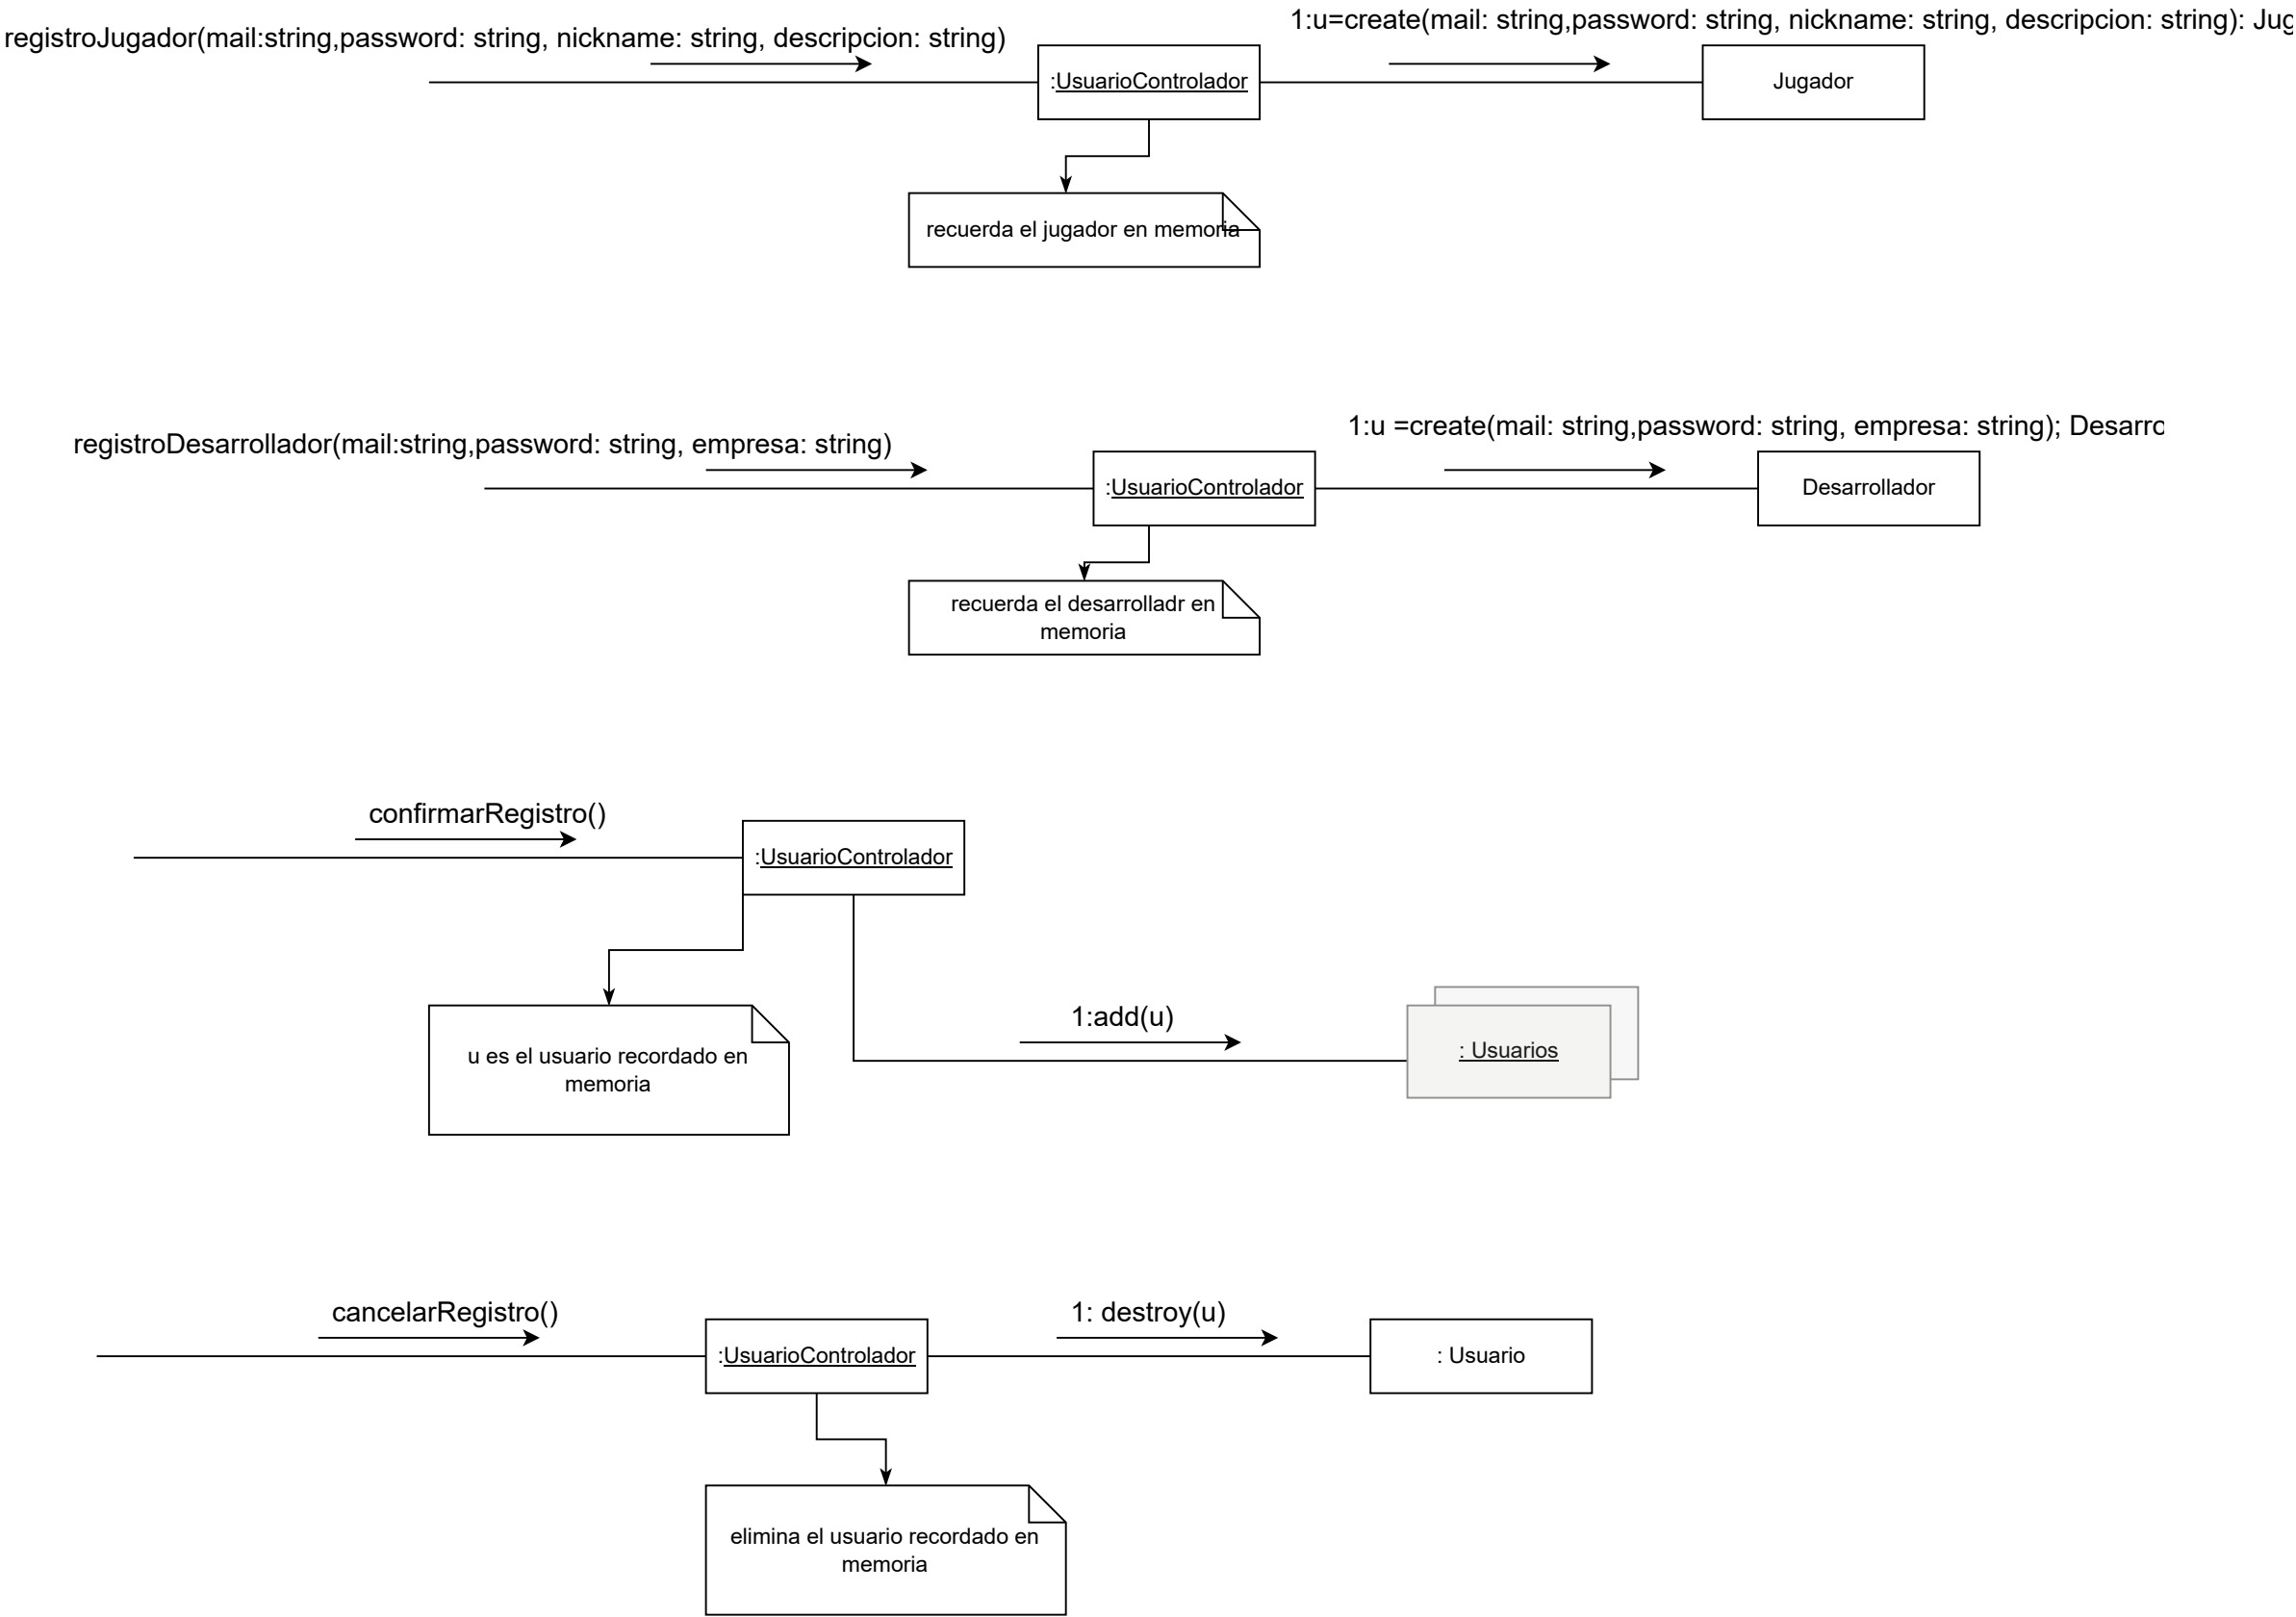 registroJugador(mail:string,password: string, nickname: string, descripcion: string)
1:u=create(mail: string,password: string, nickname: string, descripcion: string): Jug
:UsuarioControlador
Jugador
recuerda el jugador en memoria
registroDesarrollador(mail:string,password: string, empresa: string)
1:u =create(mail: string,password: string, empresa: string); Desarro
:UsuarioControlador
Desarrollador
recuerda el desarrolladr en
memoria
confirmarRegistro()
:UsuarioControlador
1:add(u)
: Usuarios
u es el usuario recordado en
memoria
cancelarRegistro()
1: destroy(u)
:UsuarioControlador
: Usuario
elimina el usuario recordado en
memoria